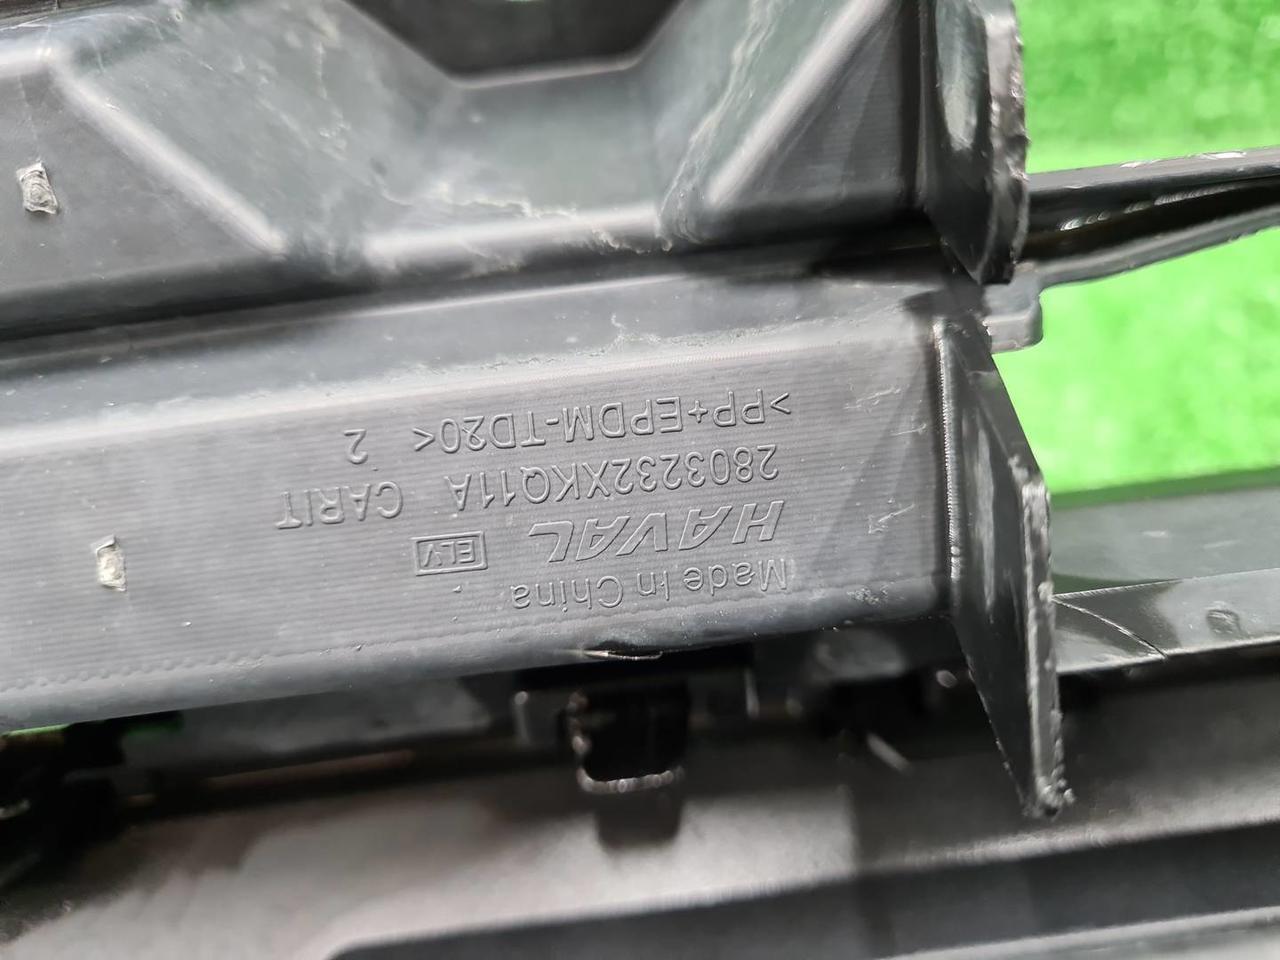 Made In China
HAVAL ELV
2803232XKQ11A CARIT
>PP+EPDM-TD20< 2